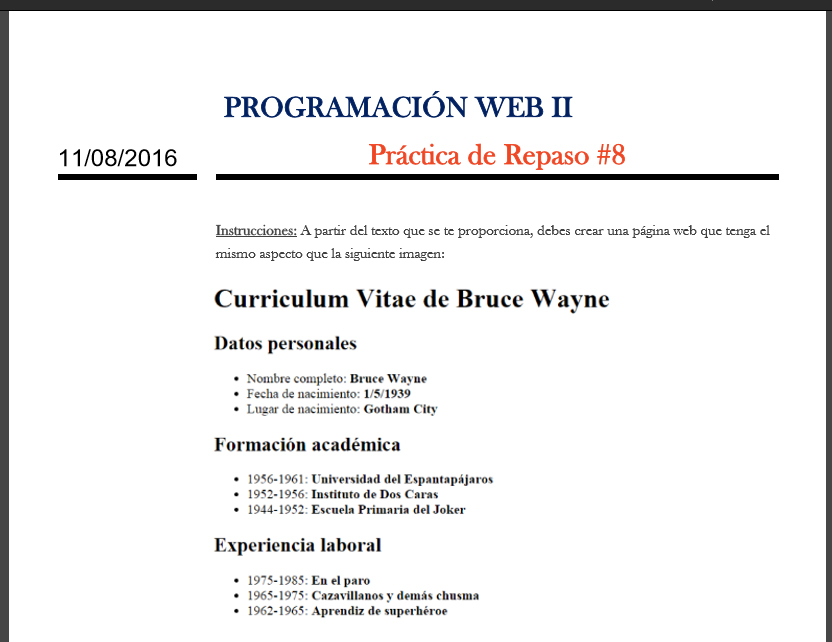 PROGRAMACIÓN WEB II
11/08/2016
Práctica de Repaso #8
Instrucciones: A partir del texto que se te proporciona, debes crear una página web que tenga el
mismo aspecto que la siguiente imagen:
Curriculum Vitae de Bruce Wayne
Datos personales
• Nombre completo: Bruce Wayne
• Fecha de nacimiento: 1/5/1939
• Lugar de nacimiento: Gotham City
Formación académica
• 1956-1961: Universidad del Espantapájaros
• 1952-1956: Instituto de Dos Caras
• 1944-1952: Escuela Primaria del Joker
Experiencia laboral
• 1975-1985: En el paro
• 1965-1975: Cazavillanos y demás chusma
• 1962-1965: Aprendiz de superhéroe